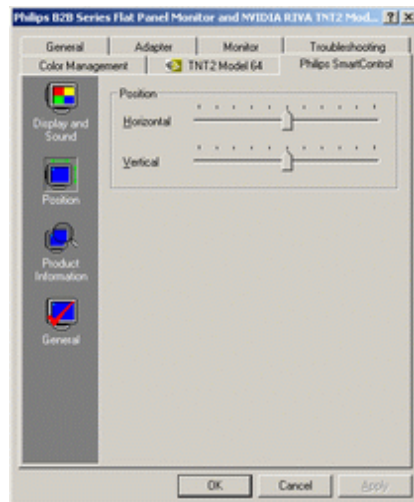 Philips B2B Series Flat Panel Monitor and NVIDIA RIVA TNT2 Mod...
General Adapter Monitor Troubleshooting
Color Management TNT2 Model 64 Philips SmartControl
Display and
Sound
Position
Product
Information
General
Position
Horizontal
Vertical
OK Cancel Apply